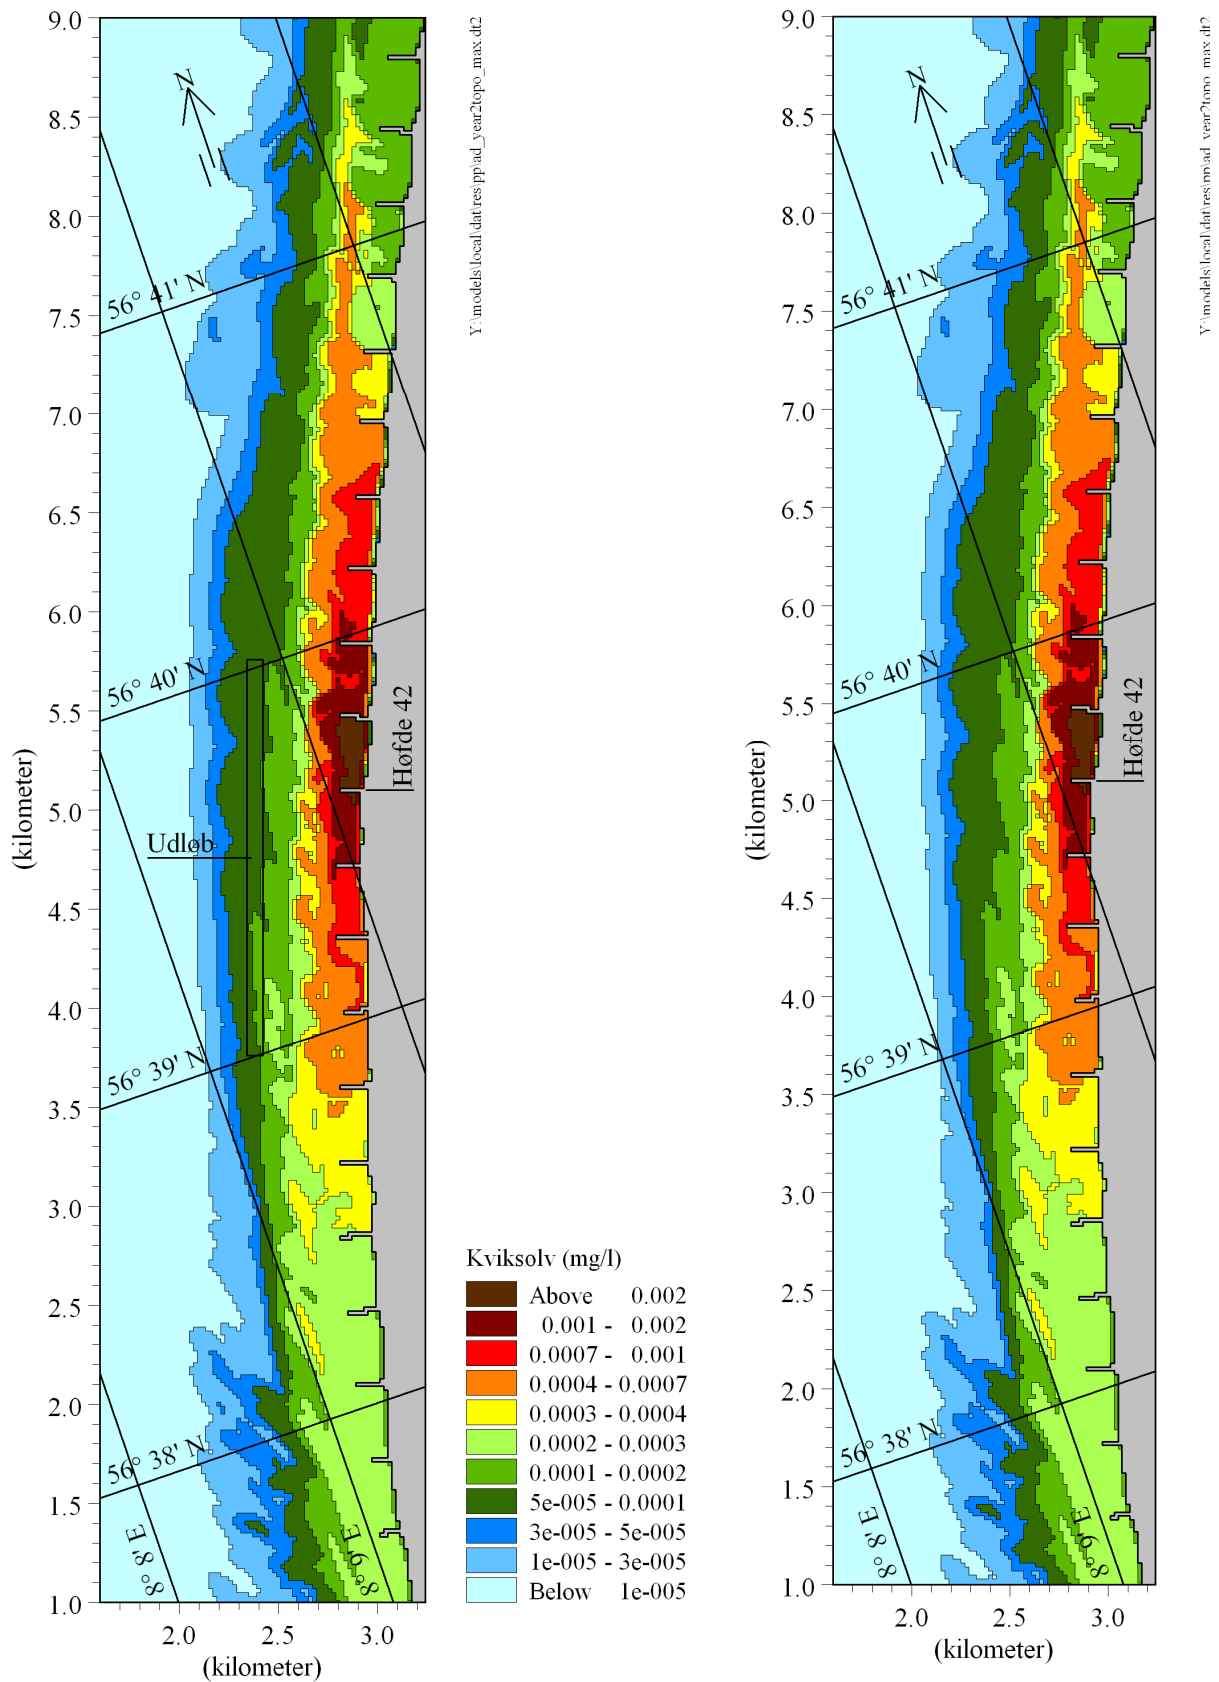 9.0
8.5
8.0
7.5
7.0
6.5
6.0
5.5
5.0
4.5
4.0
3.5
3.0
2.5
2.0
1.5
1.0
(kilometer)
2.0 2.5 3.0
(kilometer)
N
56° 41' N
56° 40' N
56° 39' N
56° 38' N
8° 8' E
8° 9' E
Udløb
Høfde 42
Y:\models\local\dat\res\pp\ad_year2topo_max.dt2
Kviksølv (mg/l)
Above 0.002
0.001 - 0.002
0.0007 - 0.001
0.0004 - 0.0007
0.0003 - 0.0004
0.0002 - 0.0003
0.0001 - 0.0002
5e-005 - 0.0001
3e-005 - 5e-005
1e-005 - 3e-005
Below 1e-005
9.0
8.5
8.0
7.5
7.0
6.5
6.0
5.5
5.0
4.5
4.0
3.5
3.0
2.5
2.0
1.5
1.0
(kilometer)
2.0 2.5 3.0
(kilometer)
N
56° 41' N
56° 40' N
56° 39' N
56° 38' N
8° 8' E
8° 9' E
Høfde 42
Y:\models\local\dat\res\pp\ad_year2topo_max.dt2